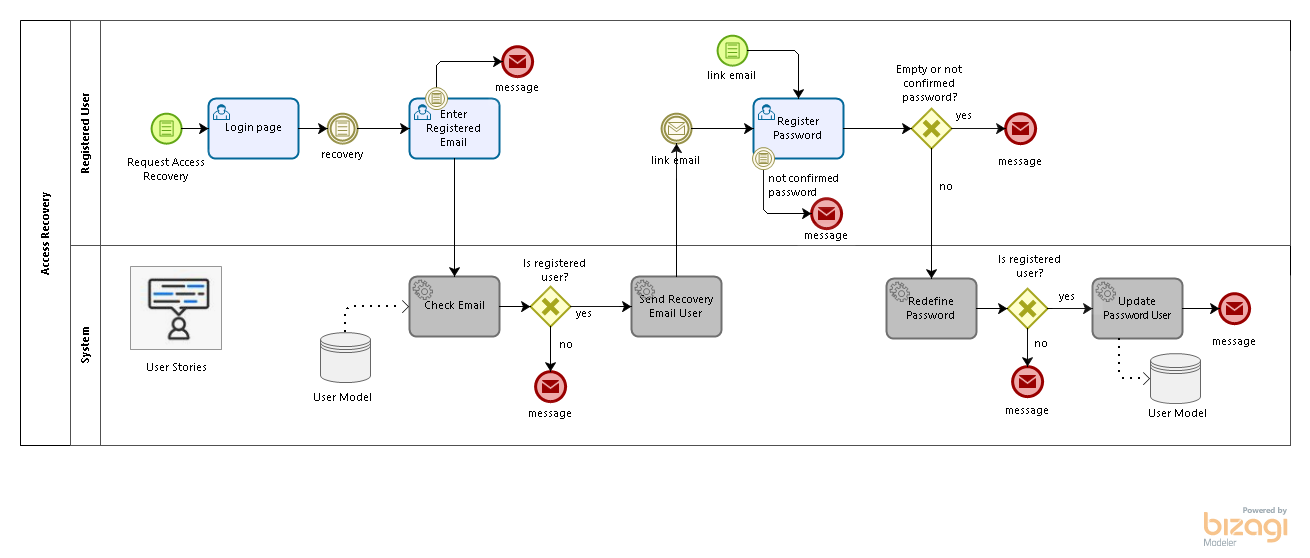 Access Recovery
Registered User
Request Access
Recovery
Login page
recovery
Enter
Registered
Email
message
link email
link email
Register
Password
not confirmed
password
message
Empty or not
confirmed
password?
yes
message
no
System
User Stories
User Model
Check Email
Is registered
user?
yes
no
message
Send Recovery
Email User
Redefine
Password
Is registered
user?
yes
no
message
Update
Password User
message
User Model
Powered by
bizagi
Modeler